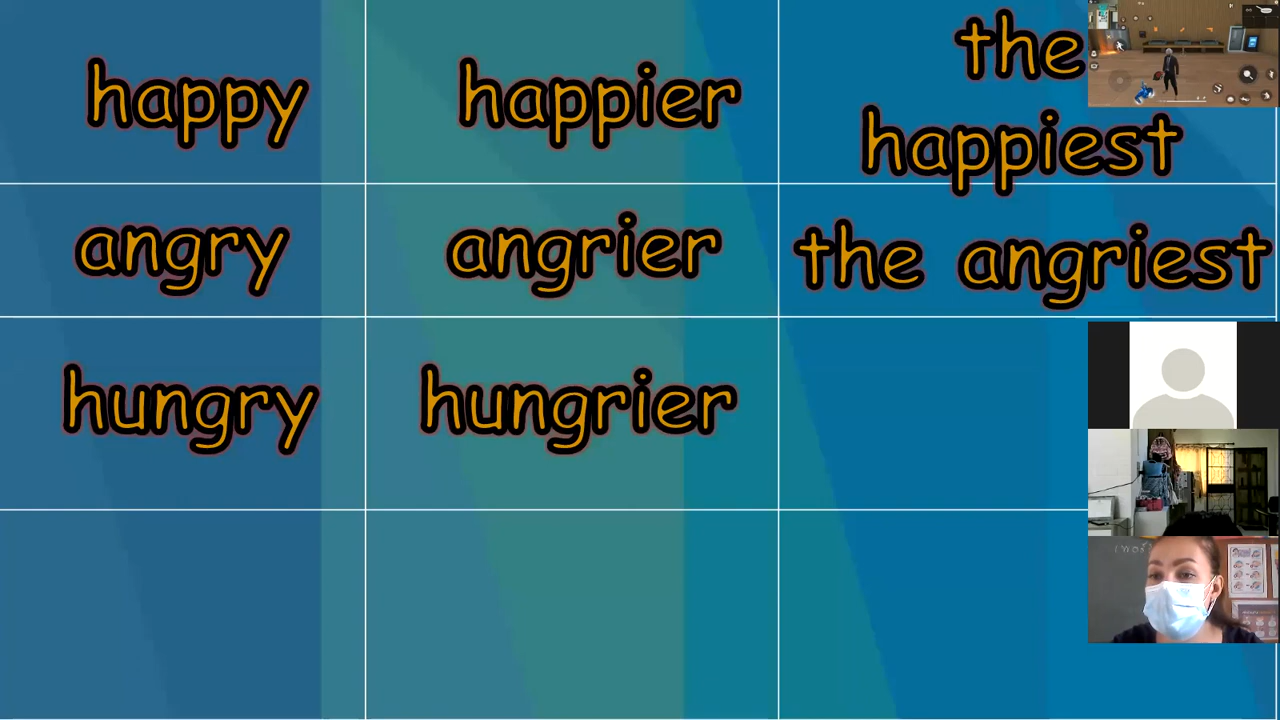 happy happier the
happiest
angry angrier the angriest
hungry hungrier